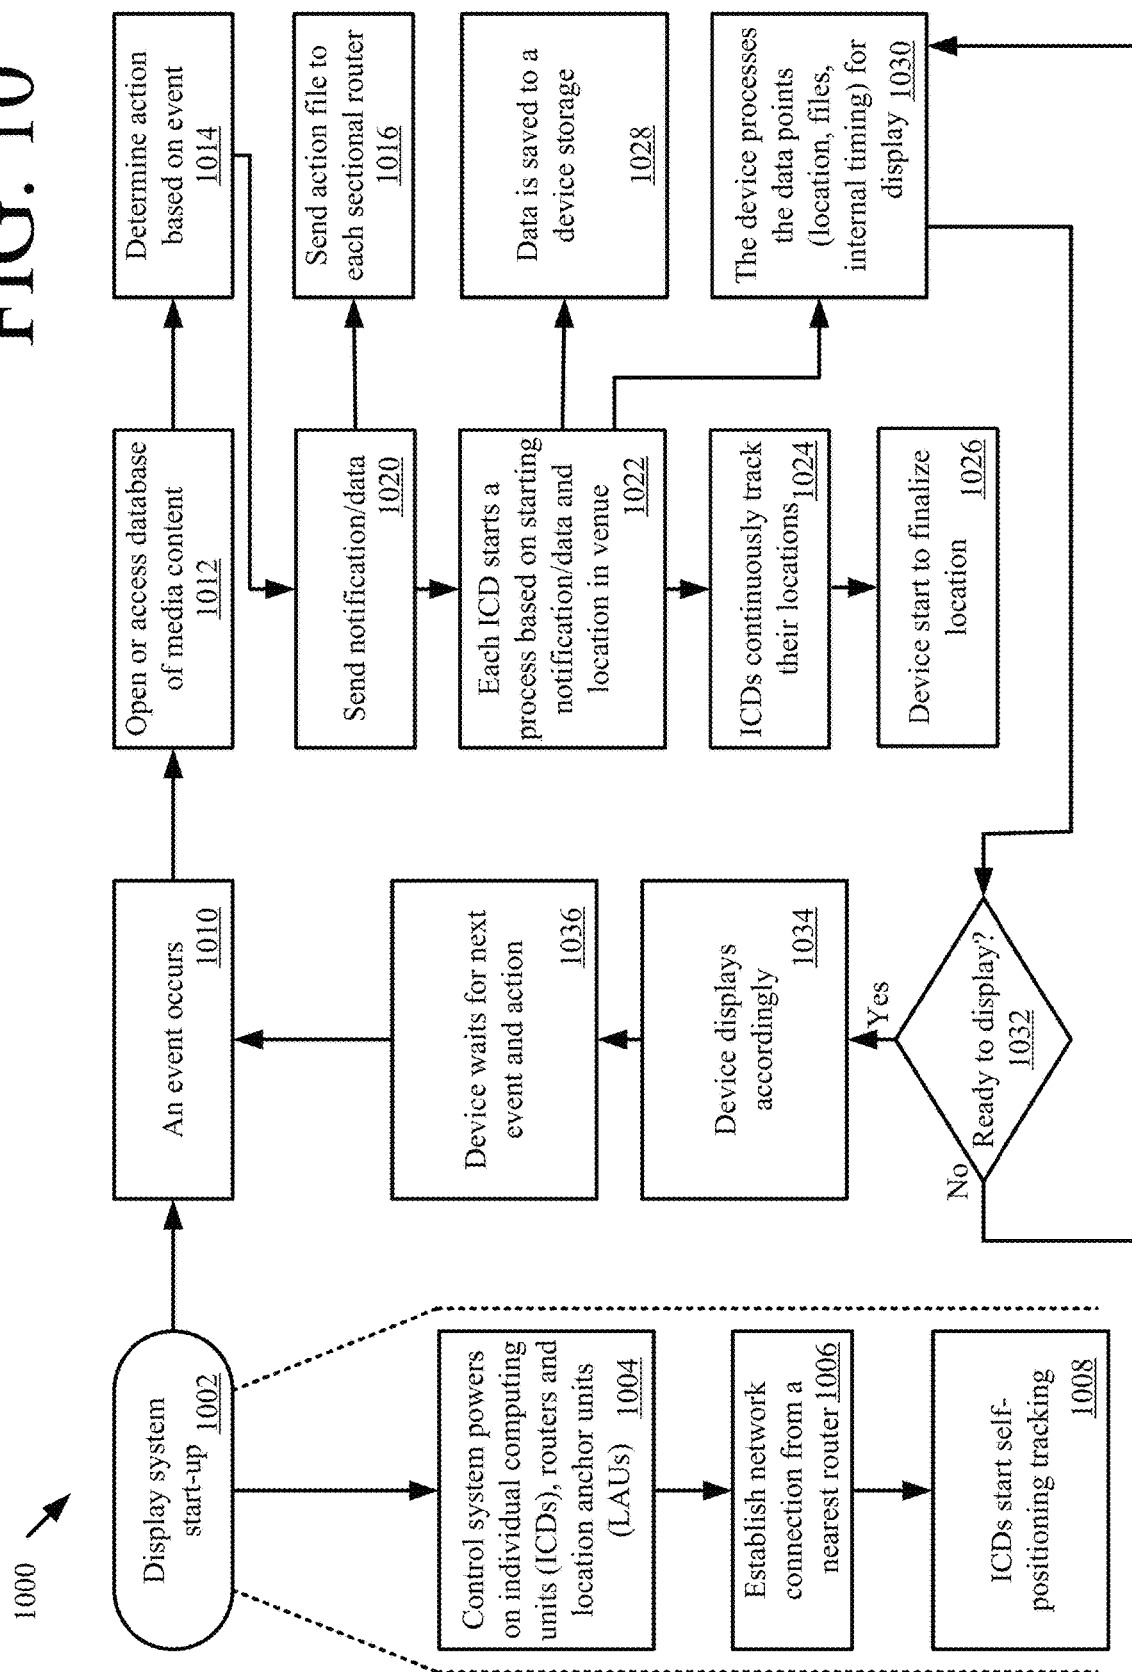 FIG. 10
1000
Display system
start-up 1002
Control system powers
on individual computing
units (ICDs), routers and
location anchor units
(LAUs) 1004
Establish network
connection from a
nearest router 1006
ICDs start self-
positioning tracking
1008
An event occurs
1010
Device waits for next
event and action
1036
Device displays
accordingly
1034
Yes
No
Ready to display?
1032
Open or access database
of media content
1012
Send notification/data
1020
Each ICD starts a
process based on starting
notification/data and
location in venue
1022
ICDs continuously track
their locations 1024
Device start to finalize
location
1026
Determine action
based on event
1014
Send action file to
each sectional router
1016
Data is saved to a
device storage
1028
The device processes
the data points
(location, files,
internal timing) for
display 1030